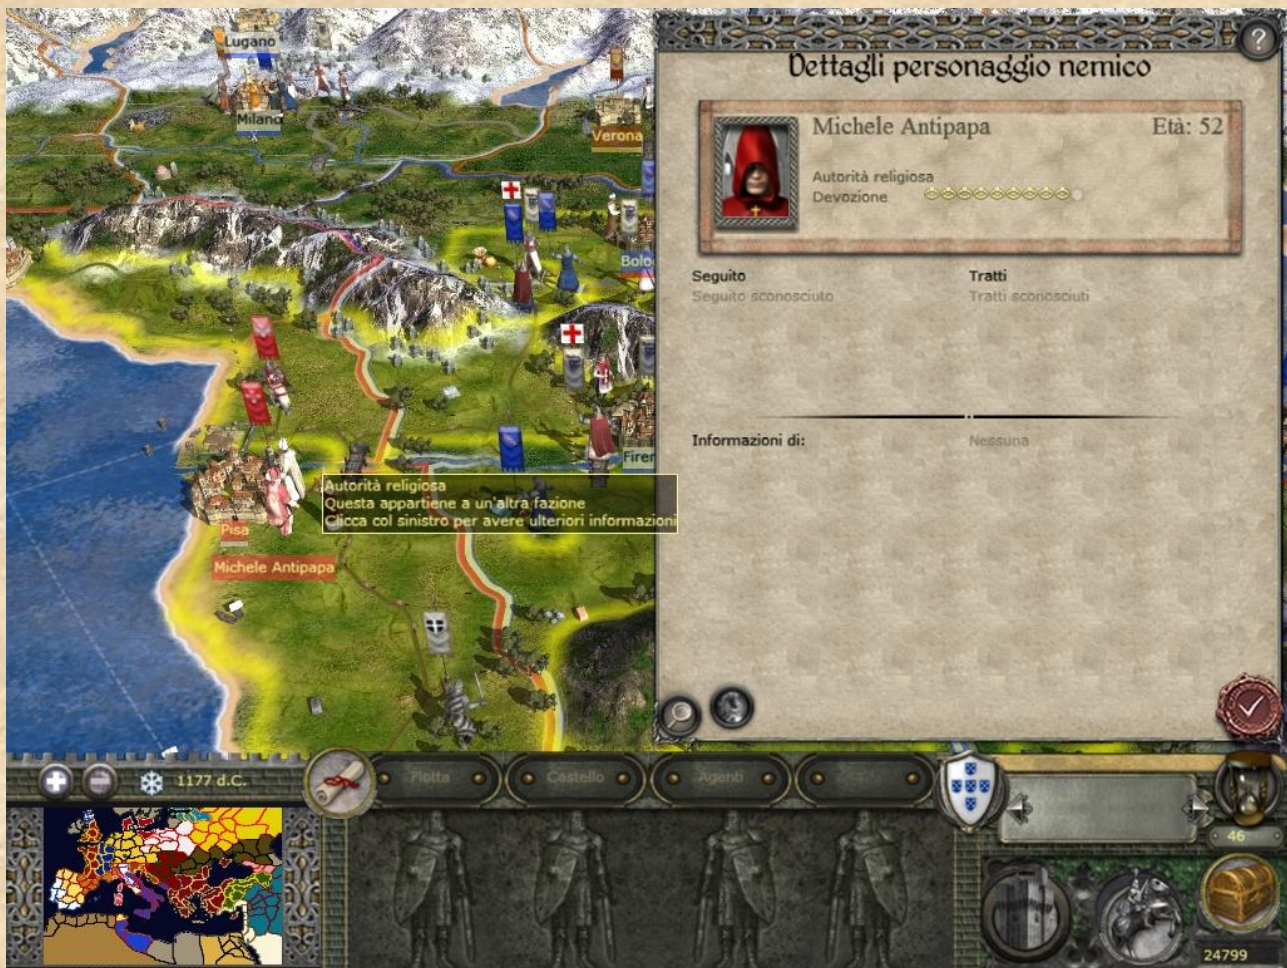 Lugano
Milano
Verona
Bolo
Firen
Pisa
Michele Antipapa
Autorità religiosa
Questa appartiene a un'altra fazione
Clicca col sinistro per avere ulteriori informazioni
?
Dettagli personaggio nemico
Michele Antipapa
Età: 52
Autorità religiosa
Devozione
Seguito
Tratti
Seguito sconosciuto
Tratti sconosciuti
Informazioni di:
Nessuna
1177 d.C.
Flotta
Castello
Agenti
46
24799